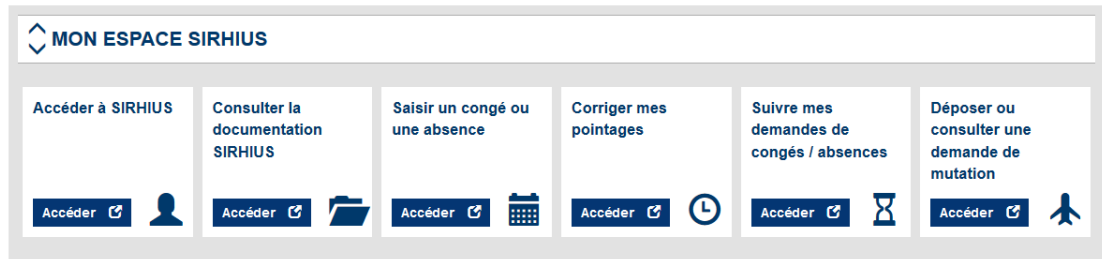 MON ESPACE SIRHIUS
Accéder à SIRHIUS
Accéder
Consulter la
documentation
SIRHIUS
Accéder
Saisir un congé ou
une absence
Accéder
Corriger mes
pointages
Accéder
Suivre mes
demandes de
congés / absences
Accéder
Déposer ou
consulter une
demande de
mutation
Accéder